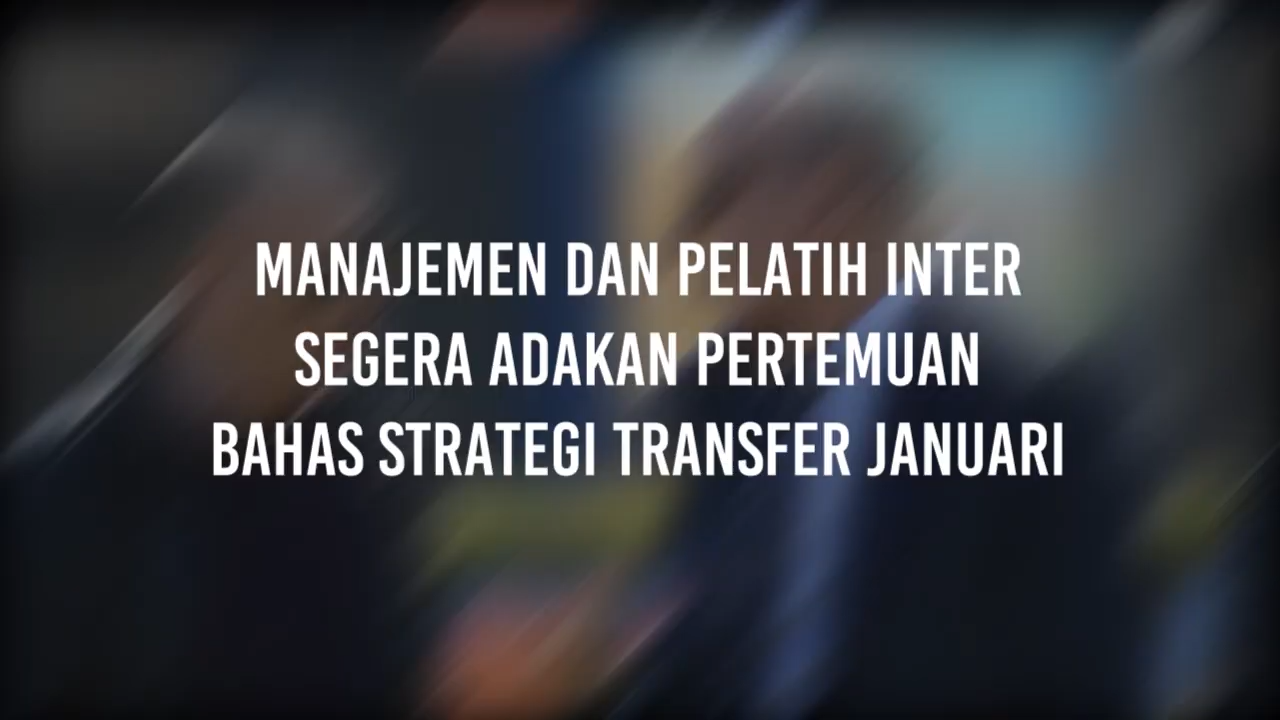 MANAJEMEN DAN PELATIH INTER
SEGERA ADAKAN PERTEMUAN
BAHAS STRATEGI TRANSFER JANUARI